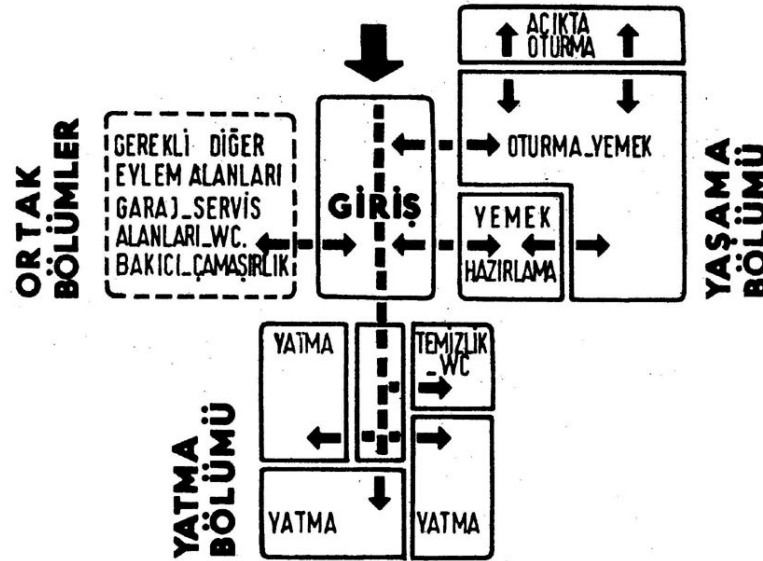 AÇIKTA
OTURMA
ORTAK
BÖLÜMLER
GEREKLİ DİĞER
EYLEM ALANLARI
GARAJ_SERVİS
ALANLARI_WC.
BAKICI_ÇAMAŞIRLIK
GİRİŞ
OTURMA_YEMEK
YEMEK
HAZIRLAMA
YAŞAMA
BÖLÜMÜ
YATMA
BÖLÜMÜ
YATMA
TEMİZLİK
_WC
YATMA
YATMA